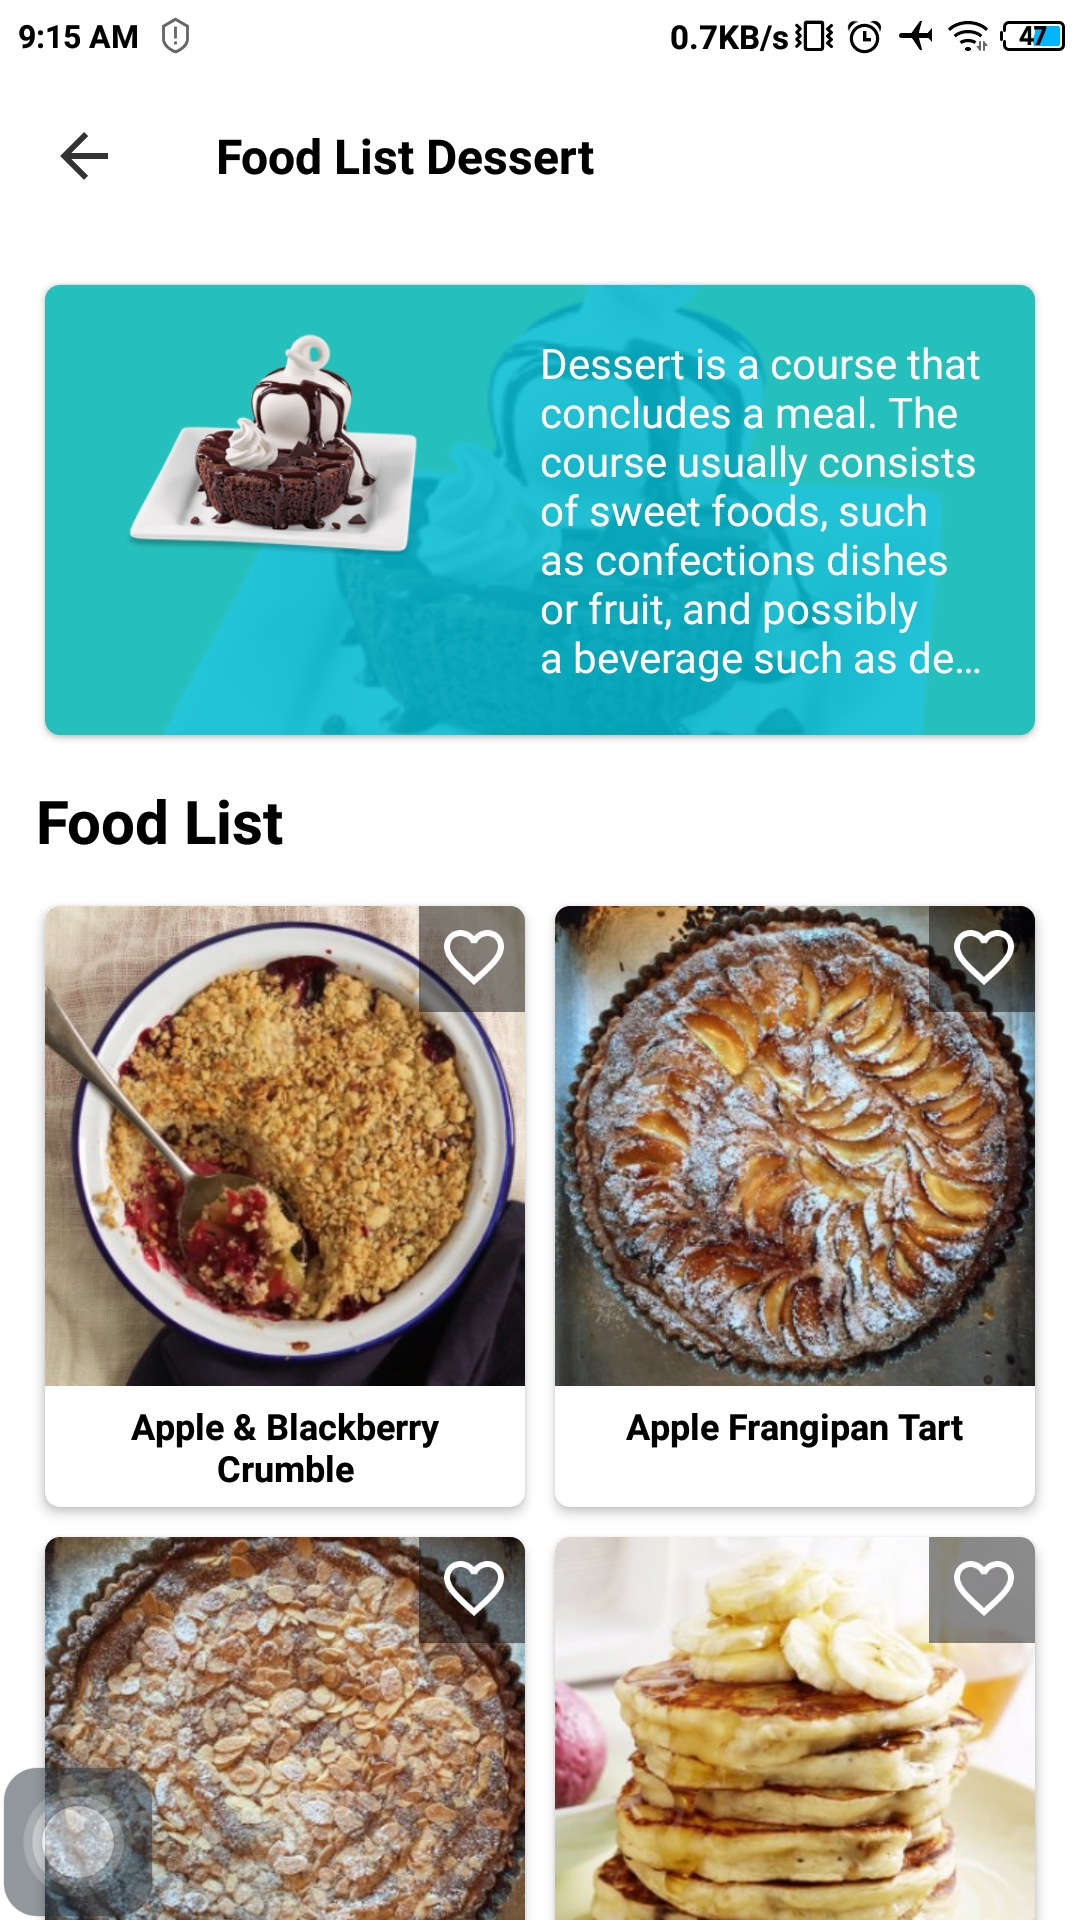 9:15 AM
0.7KB/s
47
Food List Dessert
Dessert is a course that
concludes a meal. The
course usually consists
of sweet foods, such
as confections dishes
or fruit, and possibly
a beverage such as de...
Food List
Apple & Blackberry
Crumble
Apple Frangipan Tart